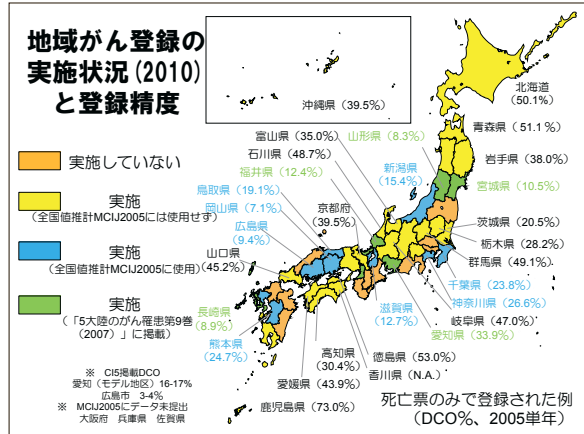 地域がん登録の
実施状況(2010)
と登録精度
実施していない
実施
(全国値推計MCIJ2005には使用せず)
実施
(全国値推計MCIJ2005に使用)
実施
(「5大陸のがん罹患第9巻
(2007)」に掲載)
※ CI5掲載DCO
愛知(モデル地区) 16-17%
広島市 3-4%
※ MCIJ2005にデータ未提出
大阪府 兵庫県 佐賀県
沖縄県(39.5%)
北海道
(50.1%)
青森県(51.1%)
岩手県(38.0%)
宮城県(10.5%)
富山県(35.0%)
山形県(8.3%)
石川県(48.7%)
福井県(12.4%)
新潟県
(15.4%)
鳥取県(19.1%)
岡山県(7.1%)
京都府
(39.5%)
広島県
(9.4%)
山口県
(45.2%)
茨城県(20.5%)
栃木県(28.2%)
群馬県(49.1%)
千葉県(23.8%)
神奈川県(26.6%)
岐阜県(47.0%)
愛知県(33.9%)
滋賀県
(12.7%)
長崎県
(8.9%)
熊本県
(24.7%)
高知県
(30.4%)
徳島県(53.0%)
香川県(N.A.)
愛媛県(43.9%)
鹿児島県(73.0%)
死亡票のみで登録された例
(DCO%、2005単年)